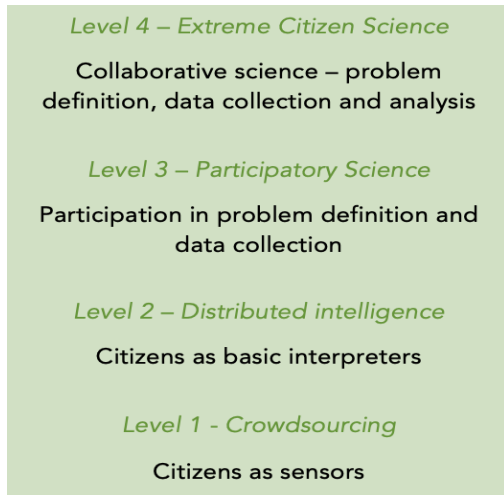 Level 4 – Extreme Citizen Science
Collaborative science – problem
definition, data collection and analysis
Level 3 – Participatory Science
Participation in problem definition and
data collection
Level 2 – Distributed intelligence
Citizens as basic interpreters
Level 1 - Crowdsourcing
Citizens as sensors